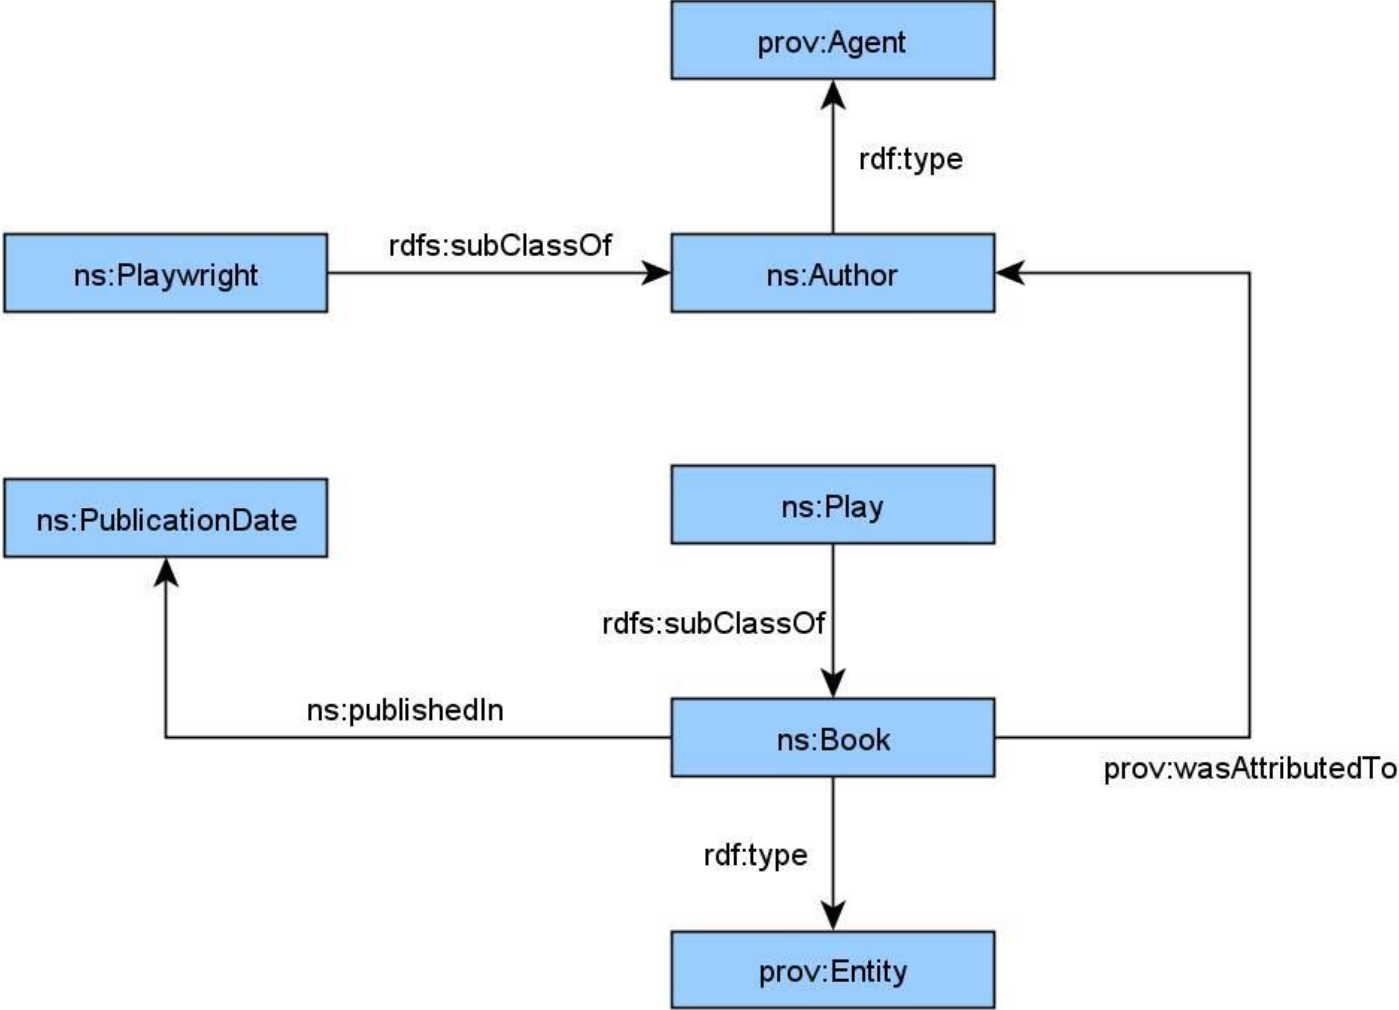 prov:Agent
rdf:type
rdfs:subClassOf
ns:Playwright
ns:Author
ns:PublicationDate
ns:Play
rdfs:subClassOf
ns:publishedIn
ns:Book
prov:wasAttributedTo
rdf:type
prov:Entity